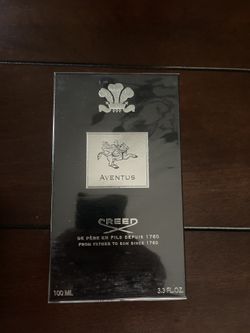 AVENTUS
CREED
DE PÈRE EN FILS DEPUIS 1760
FROM FATHER TO SON SINCE 1760
100 ML 3.3 FL.OZ